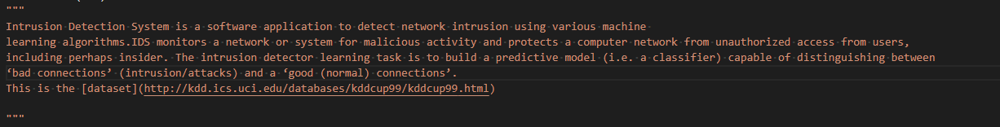 """
Intrusion Detection System is a software application to detect network intrusion using various machine
learning algorithms.IDS monitors a network or system for malicious activity and protects a computer network from unauthorized access from users,
including perhaps insider. The intrusion detector learning task is to build a predictive model (i.e. a classifier) capable of distinguishing between
‘bad connections’ (intrusion/attacks) and a ‘good (normal) connections’.
This is the [dataset](http://kdd.ics.uci.edu/databases/kddcup99/kddcup99.html)
"""